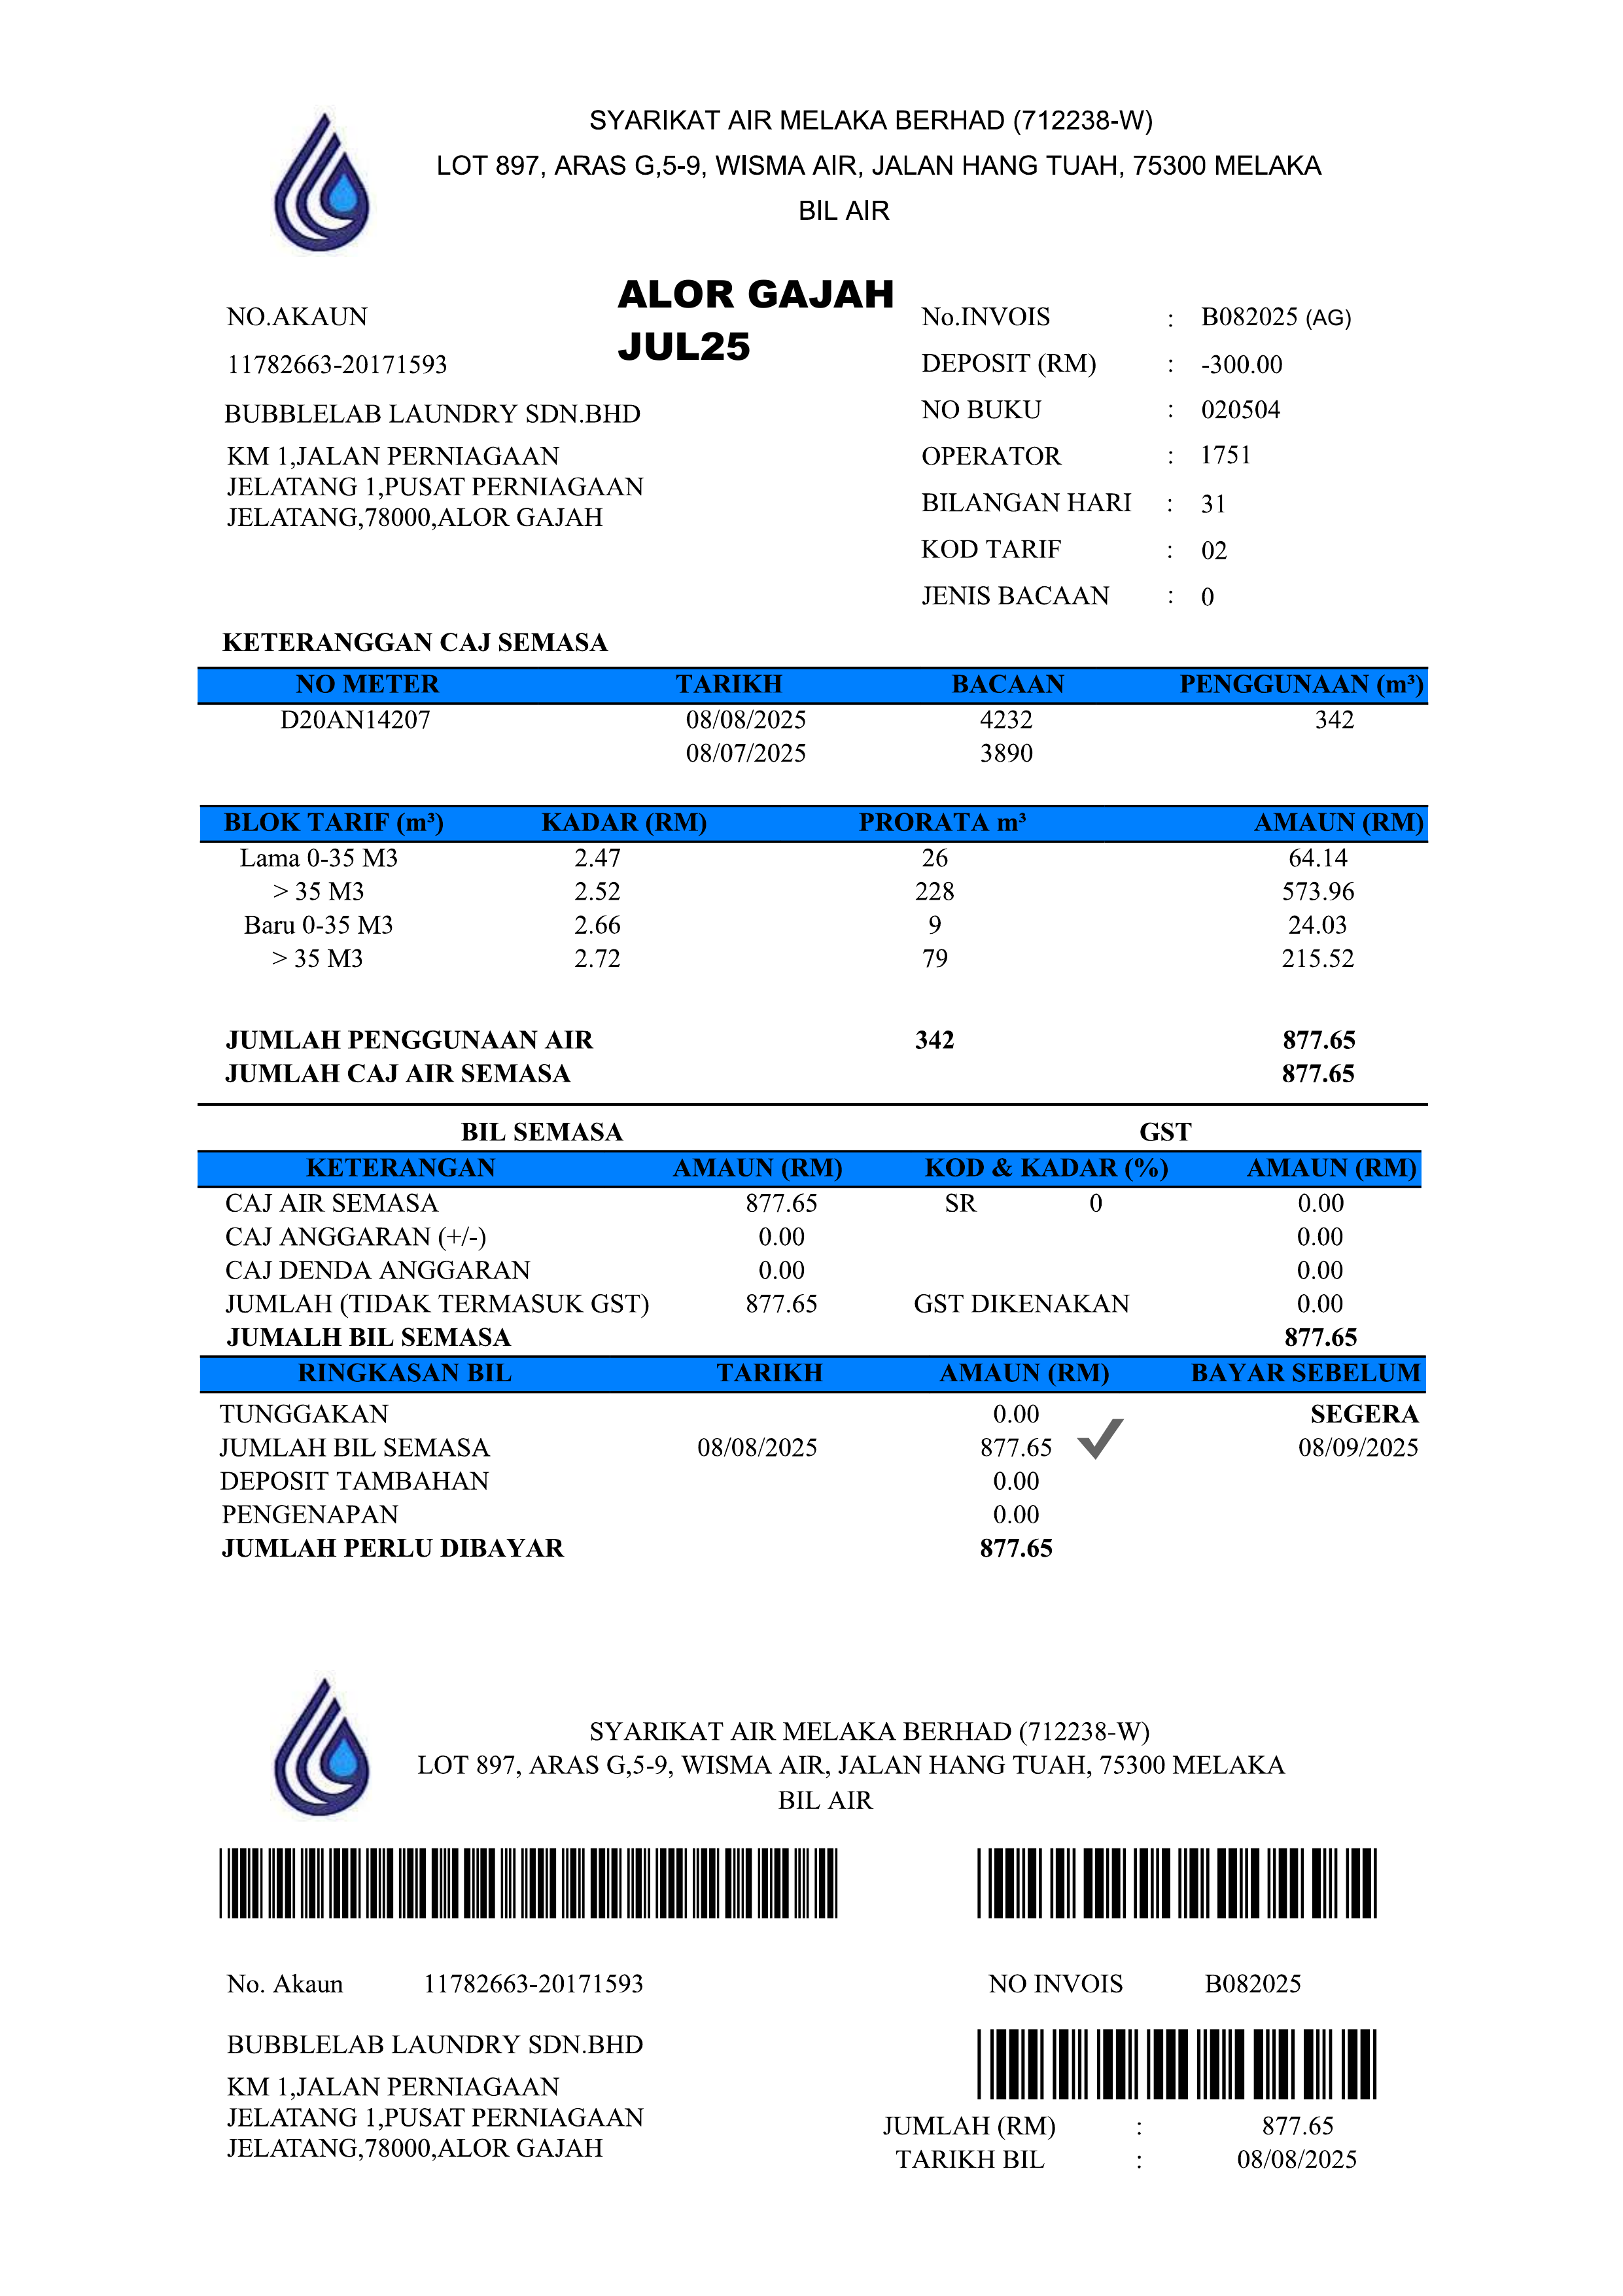 SYARIKAT AIR MELAKA BERHAD (712238-W)
LOT 897, ARAS G,5-9, WISMA AIR, JALAN HANG TUAH, 75300 MELAKA
BIL AIR
ALOR GAJAH
JUL25
NO.AKAUN
11782663-20171593
BUBBLELAB LAUNDRY SDN.BHD
KM 1,JALAN PERNIAGAAN
JELATANG 1,PUSAT PERNIAGAAN
JELATANG,78000,ALOR GAJAH
No.INVOIS : B082025 (AG)
DEPOSIT (RM) : -300.00
NO BUKU : 020504
OPERATOR : 1751
BILANGAN HARI : 31
KOD TARIF : 02
JENIS BACAAN : 0
KETERANGGAN CAJ SEMASA
NO METER TARIKH BACAAN PENGGUNAAN (m³)
D20AN14207 08/08/2025 4232 342
08/07/2025 3890
BLOK TARIF (m³) KADAR (RM) PRORATA m³ AMAUN (RM)
Lama 0-35 M3 2.47 26 64.14
> 35 M3 2.52 228 573.96
Baru 0-35 M3 2.66 9 24.03
> 35 M3 2.72 79 215.52
JUMLAH PENGGUNAAN AIR 342 877.65
JUMLAH CAJ AIR SEMASA 877.65
BIL SEMASA GST
KETERANGAN AMAUN (RM) KOD & KADAR (%) AMAUN (RM)
CAJ AIR SEMASA 877.65 SR 0 0.00
CAJ ANGGARAN (+/-) 0.00 0.00
CAJ DENDA ANGGARAN 0.00 0.00
JUMLAH (TIDAK TERMASUK GST) 877.65 GST DIKENAKAN 0.00
JUMALH BIL SEMASA 877.65
RINGKASAN BIL TARIKH AMAUN (RM) BAYAR SEBELUM
TUNGGAKAN 0.00 SEGERA
JUMLAH BIL SEMASA 08/08/2025 877.65 08/09/2025
DEPOSIT TAMBAHAN 0.00
PENGENAPAN 0.00
JUMLAH PERLU DIBAYAR 877.65
SYARIKAT AIR MELAKA BERHAD (712238-W)
LOT 897, ARAS G,5-9, WISMA AIR, JALAN HANG TUAH, 75300 MELAKA
BIL AIR
No. Akaun 11782663-20171593
NO INVOIS B082025
BUBBLELAB LAUNDRY SDN.BHD
KM 1,JALAN PERNIAGAAN
JELATANG 1,PUSAT PERNIAGAAN
JELATANG,78000,ALOR GAJAH
JUMLAH (RM) : 877.65
TARIKH BIL : 08/08/2025